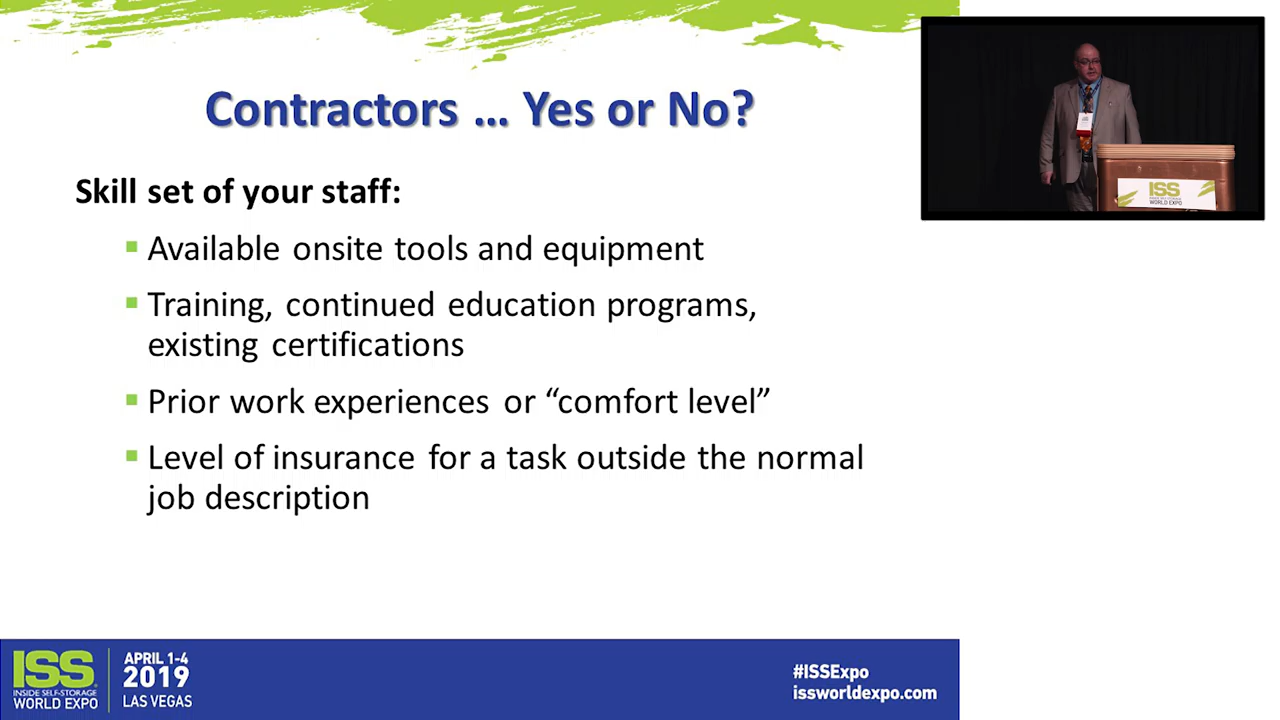 Contractors … Yes or No?
Skill set of your staff:
▪ Available onsite tools and equipment
▪ Training, continued education programs,
existing certifications
▪ Prior work experiences or “comfort level”
▪ Level of insurance for a task outside the normal
job description
ISS
WORLD EXPO
ISS
INSIDE SELF-STORAGE
WORLD EXPO
APRIL 1-4
2019
LAS VEGAS
#ISSExpo
issworldexpo.com